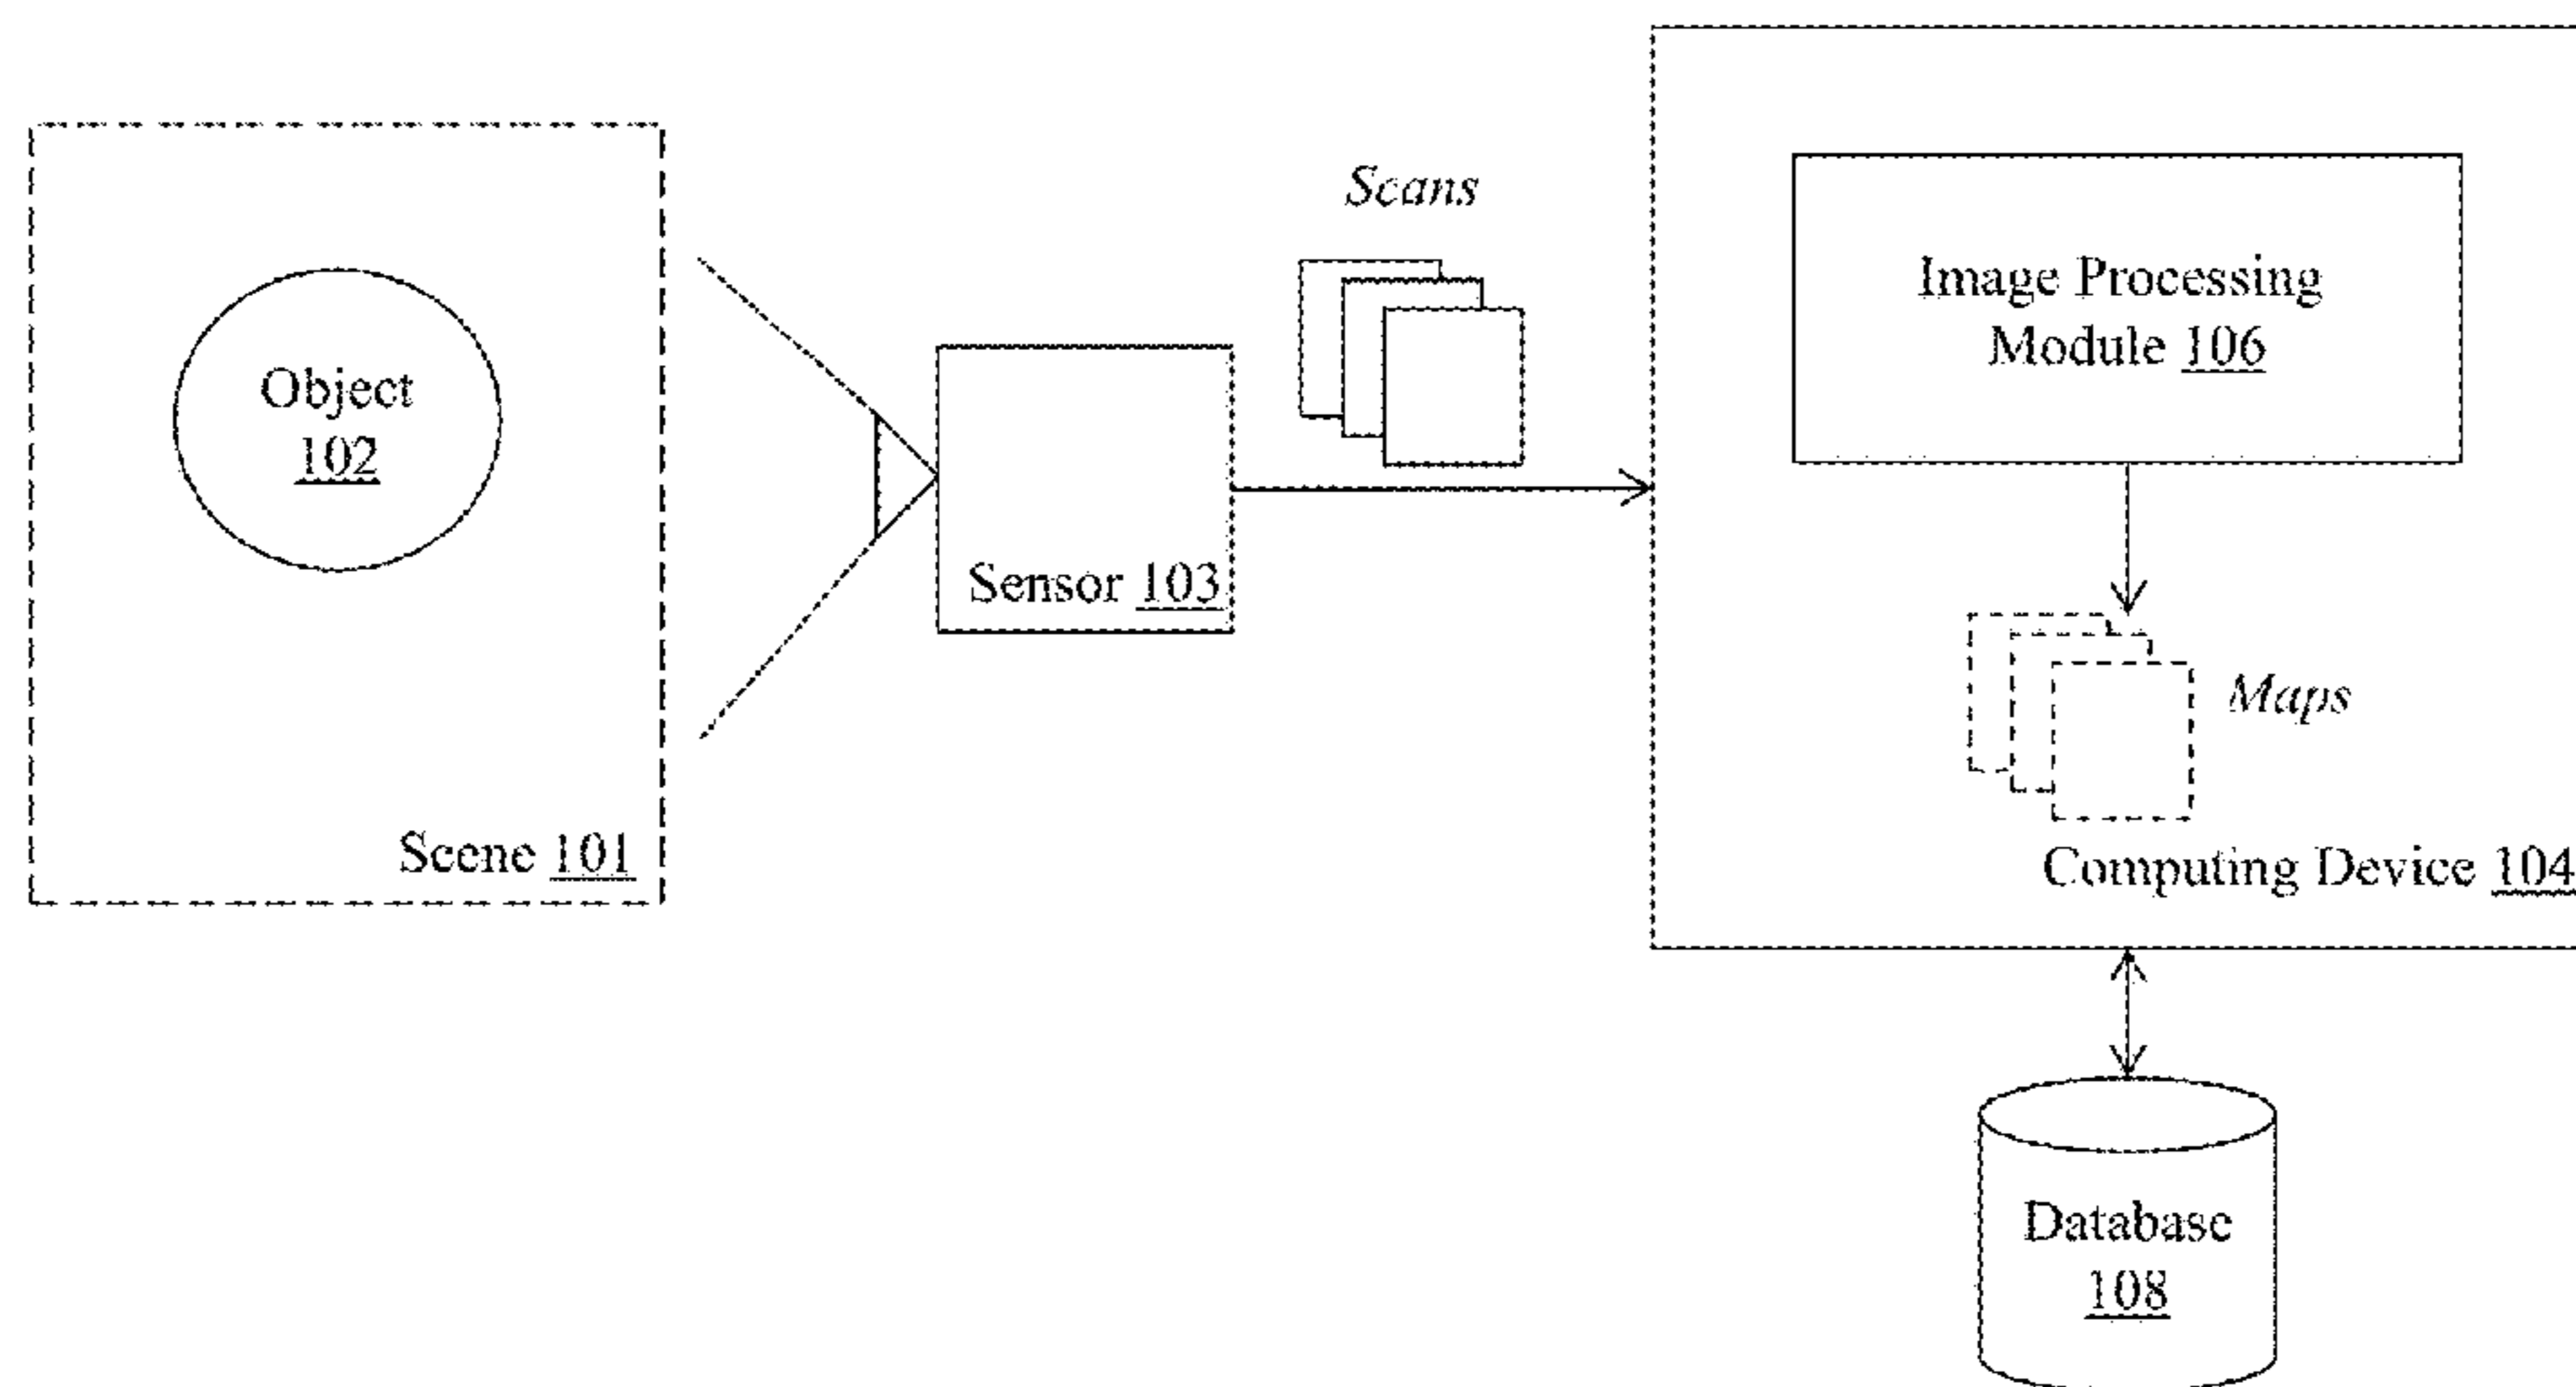 Object
102
Scene 101
Sensor 103
Scans
Image Processing
Module 106
Maps
Computing Device 104
Database
108